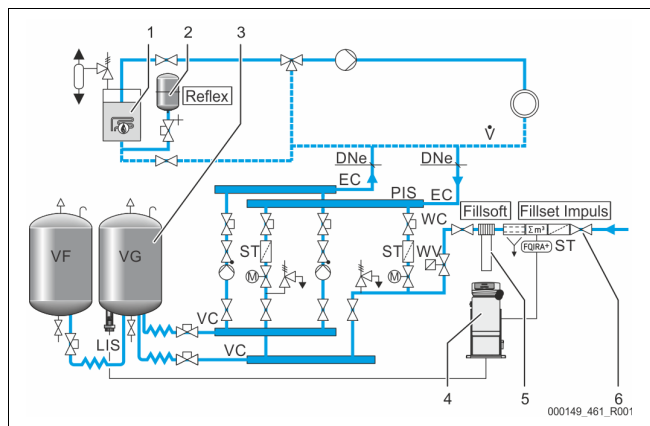 1 2 3
Reflex
V̇
DNe DNe
EC PIS EC
WC Fillsoft Fillset Impuls
VF VG ST ST WV Σm³ ST
FQIRA+
M M
VC
LIS VC
4 5 6
000149_461_R001